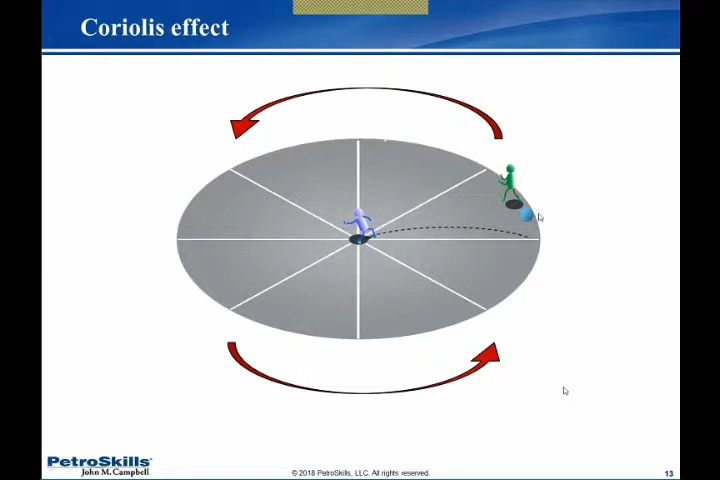 Coriolis effect
PetroSkills
John M. Campbell
© 2018 PetroSkills, LLC. All rights reserved.
13